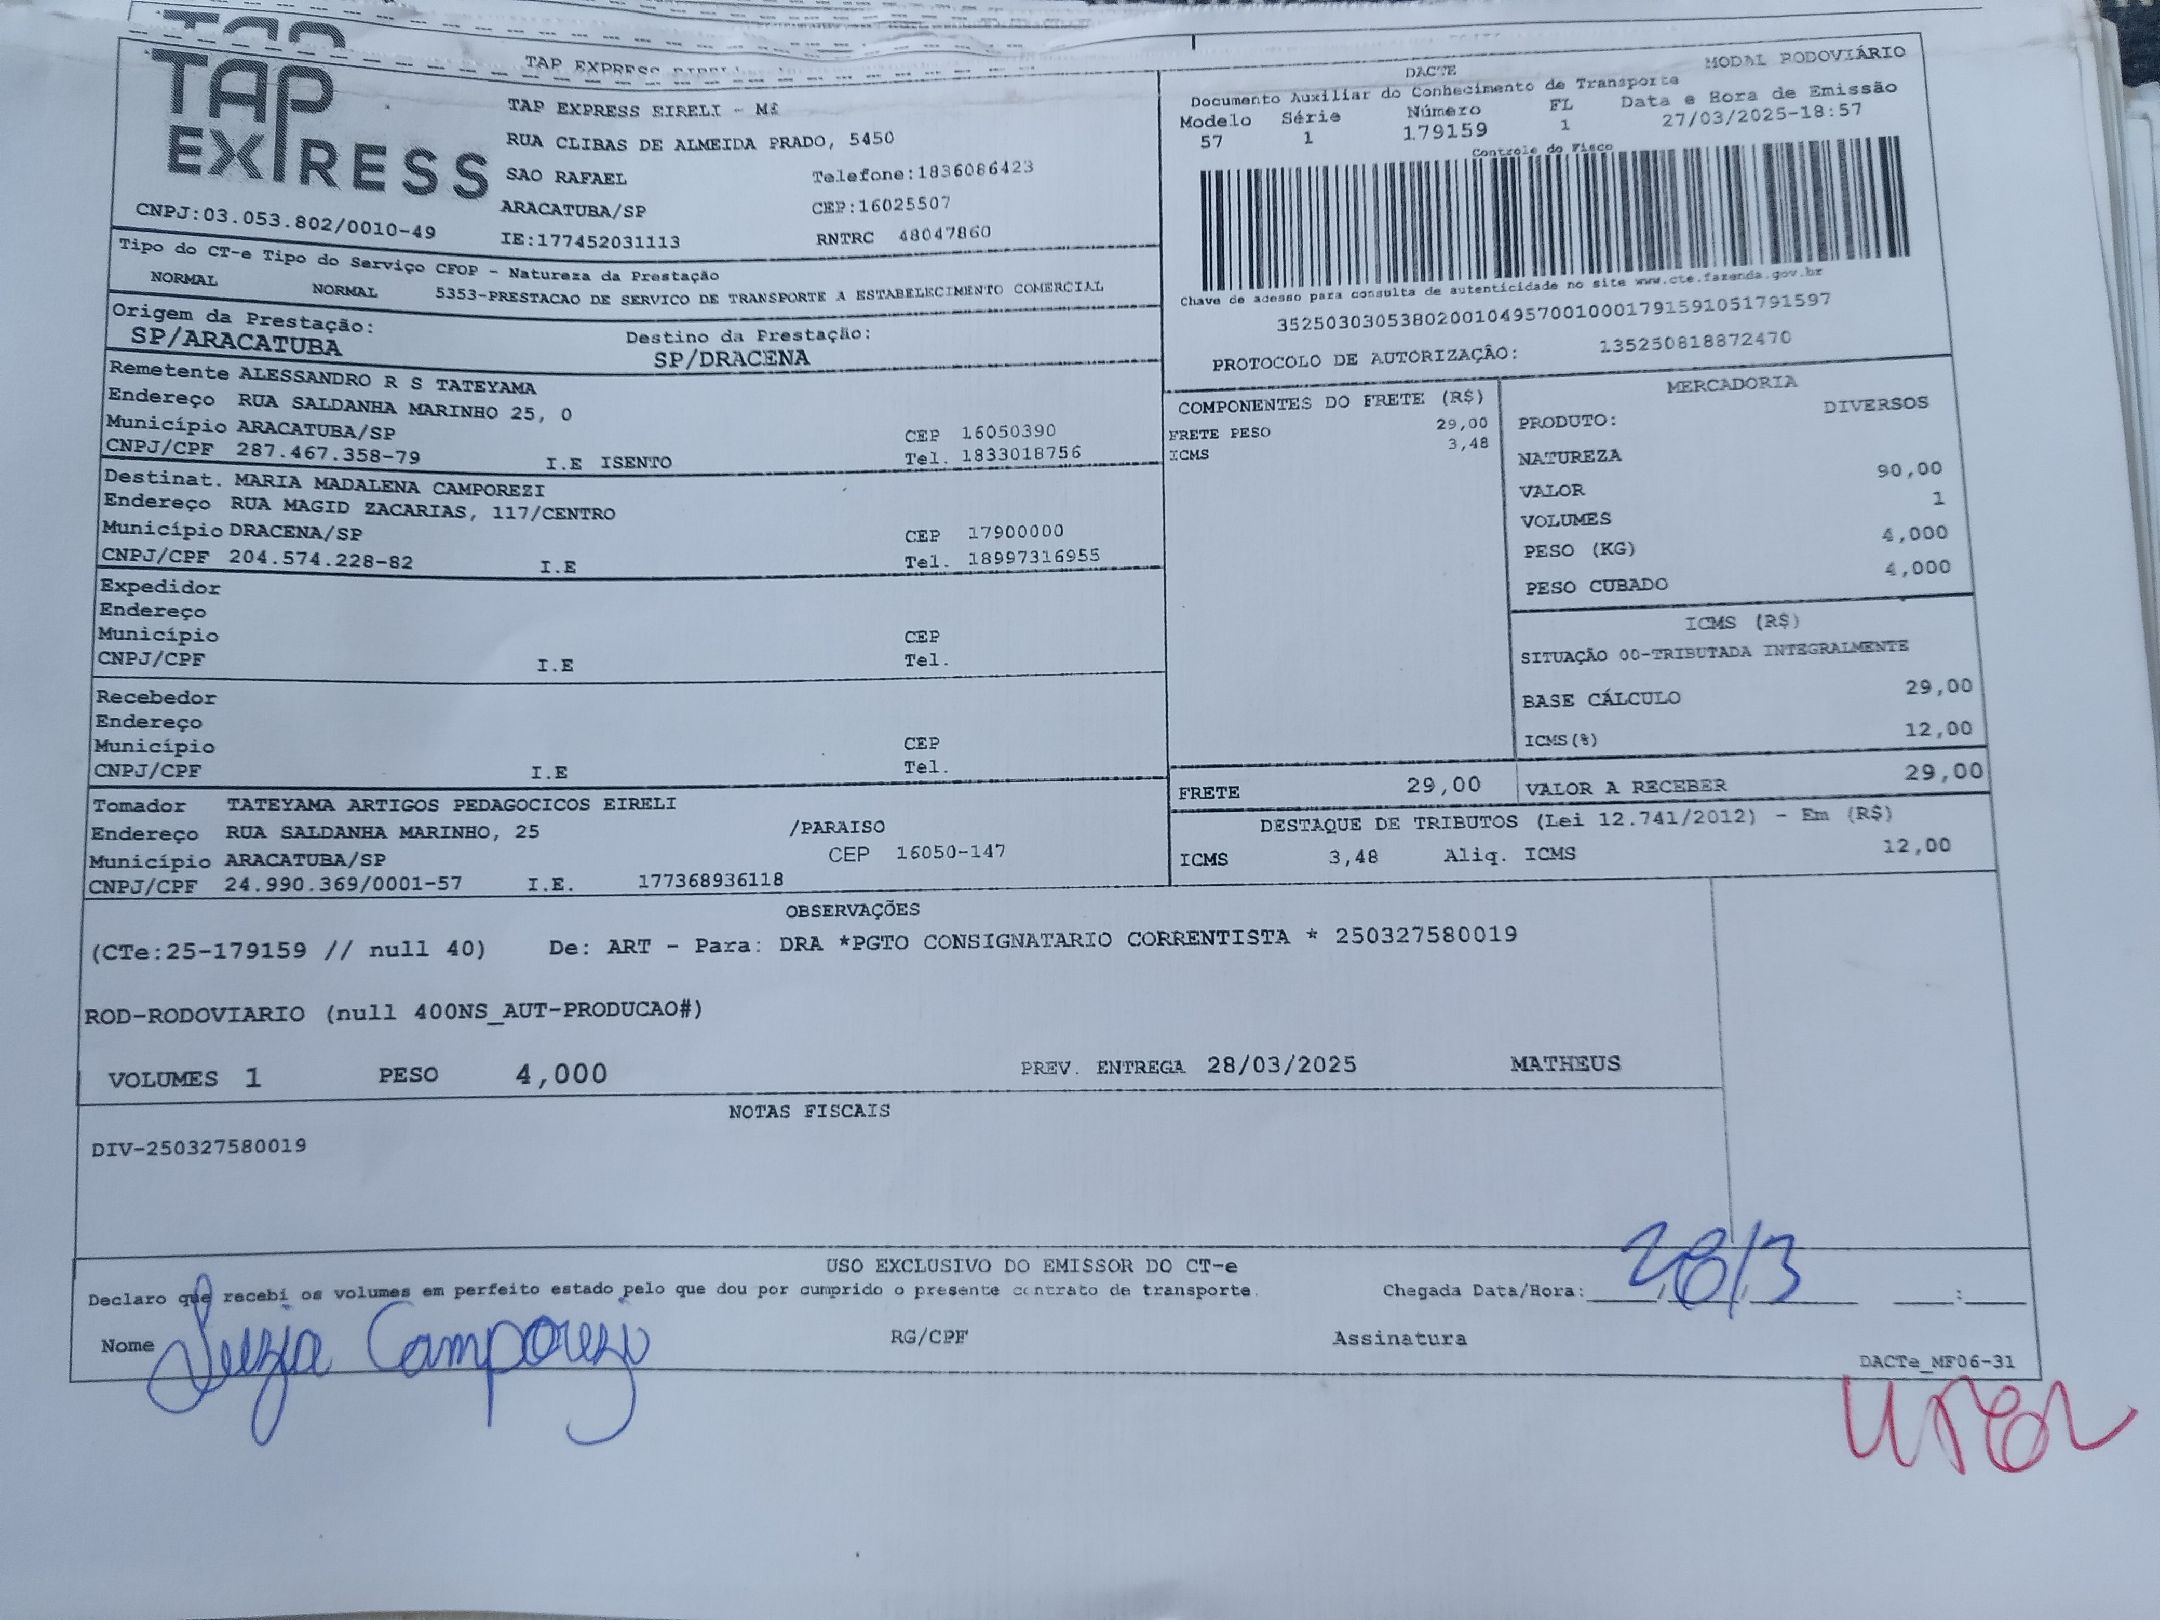 TAP EXPRESS
TAP EXPRESS EIRELI - ME
RUA CLIBAS DE ALMEIDA PRADO, 5450
SAO RAFAEL Telefone:1836086423
ARACATUBA/SP CEP:16025507
CNPJ:03.053.802/0010-49 IE:177452031113 RNTRC 48047860
MODAL RODOVIÁRIO
DACTE
Documento Auxiliar do Conhecimento de Transporte
Modelo Série Número FL Data e Hora de Emissão
57 1 179159 1 27/03/2025-18:57
Controle do Fisco
Chave de acesso para consulta de autenticidade no site www.cte.fazenda.gov.br
35250303053802001049570010001791591051791597
PROTOCOLO DE AUTORIZAÇÃO: 135250818872470
Tipo do CT-e Tipo do Serviço CFOP - Natureza da Prestação
NORMAL NORMAL 5353-PRESTACAO DE SERVICO DE TRANSPORTE A ESTABELECIMENTO COMERCIAL
Origem da Prestação: Destino da Prestação:
SP/ARACATUBA SP/DRACENA
Remetente ALESSANDRO R S TATEYAMA
Endereço RUA SALDANHA MARINHO 25, 0
Município ARACATUBA/SP CEP 16050390
CNPJ/CPF 287.467.358-79 I.E ISENTO Tel. 1833018756
Destinat. MARIA MADALENA CAMPOREZI
Endereço RUA MAGID ZACARIAS, 117/CENTRO
Município DRACENA/SP CEP 17900000
CNPJ/CPF 204.574.228-82 I.E Tel. 18997316955
Expedidor
Endereço
Município CEP
CNPJ/CPF I.E Tel.
Recebedor
Endereço
Município CEP
CNPJ/CPF I.E Tel.
Tomador TATEYAMA ARTIGOS PEDAGOCICOS EIRELI
Endereço RUA SALDANHA MARINHO, 25 /PARAISO
Município ARACATUBA/SP CEP 16050-147
CNPJ/CPF 24.990.369/0001-57 I.E. 177368936118
COMPONENTES DO FRETE (R$)
FRETE PESO 29,00
ICMS 3,48
MERCADORIA
PRODUTO: DIVERSOS
NATUREZA
VALOR 90,00
VOLUMES 1
PESO (KG) 4,000
PESO CUBADO 4,000
ICMS (R$)
SITUAÇÃO 00-TRIBUTADA INTEGRALMENTE
BASE CÁLCULO 29,00
ICMS(%) 12,00
FRETE 29,00 VALOR A RECEBER 29,00
DESTAQUE DE TRIBUTOS (Lei 12.741/2012) - Em (R$)
ICMS 3,48 Aliq. ICMS 12,00
OBSERVAÇÕES
(CTe:25-179159 // null 40) De: ART - Para: DRA *PGTO CONSIGNATARIO CORRENTISTA * 250327580019
ROD-RODOVIARIO (null 400NS_AUT-PRODUCAO#)
VOLUMES 1 PESO 4,000 PREV. ENTREGA 28/03/2025 MATHEUS
NOTAS FISCAIS
DIV-250327580019
USO EXCLUSIVO DO EMISSOR DO CT-e
Declaro que recebi os volumes em perfeito estado pelo que dou por cumprido o presente contrato de transporte. Chegada Data/Hora: 28/3 :
Nome Camporezi RG/CPF Assinatura
DACTe_MF06-31